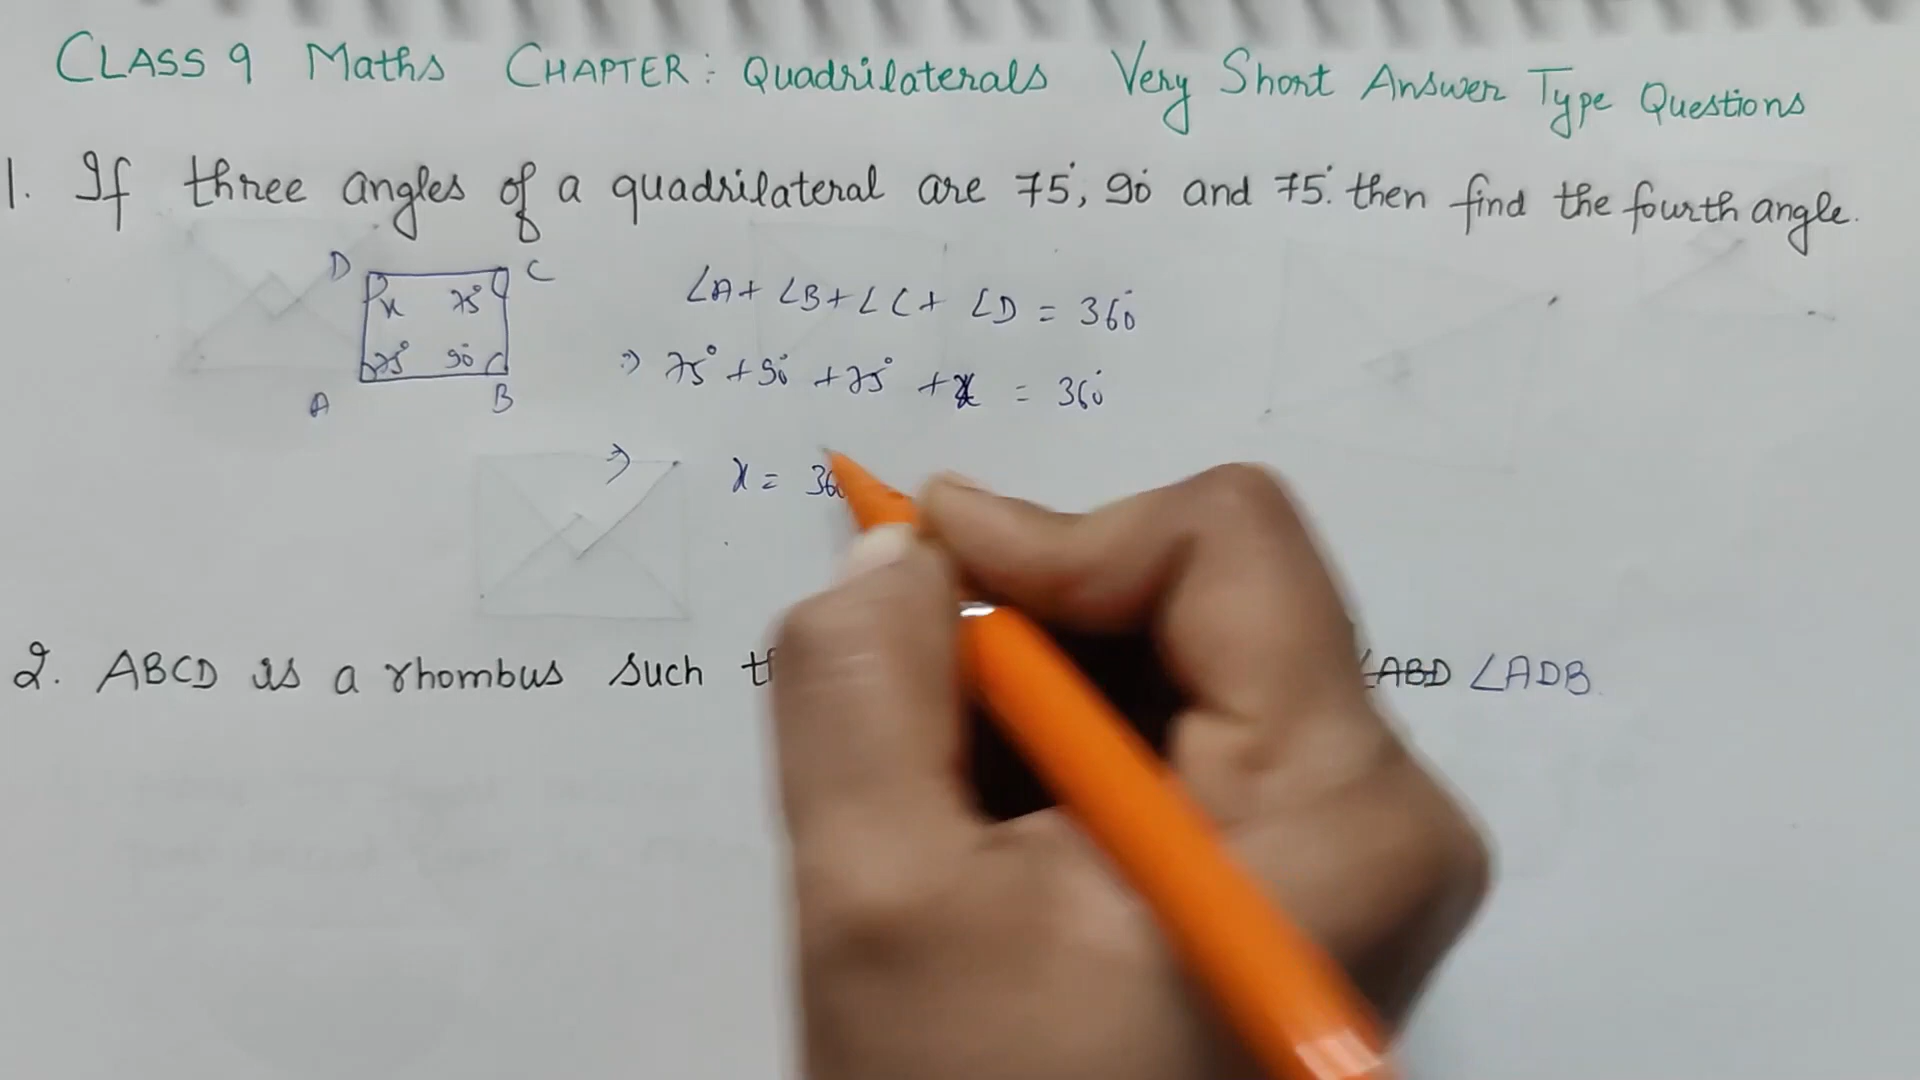 CLASS 9 Maths CHAPTER: Quadrilaterals Very Short Answer Type Questions
1. If three angles of a quadrilateral are 75°, 90° and 75°. then find the fourth angle.
D C
x 75°
75° 90°
A B
∠A + ∠B + ∠C + ∠D = 360°
⇒ 75° + 90° + 75° + x = 360°
⇒ x = 360
2. ABCD is a rhombus such ∠ABD ∠ADB